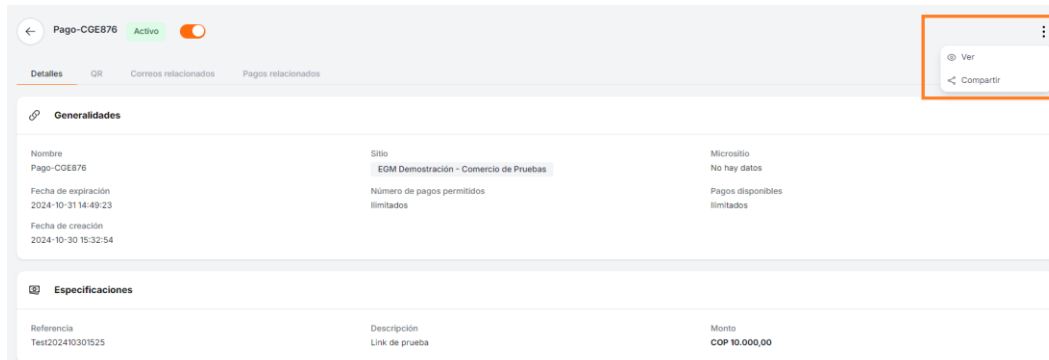 Pago-CGE876 Activo
Ver
Compartir
Detalles QR Correos relacionados Pagos relacionados
Generalidades
Nombre Sitio Micrositio
Pago-CGE876 EGM Demostración - Comercio de Pruebas No hay datos
Fecha de expiración Número de pagos permitidos Pagos disponibles
2024-10-31 14:49:23 Ilimitados Ilimitados
Fecha de creación
2024-10-30 15:32:54
Especificaciones
Referencia Descripción Monto
Test202410301525 Link de prueba COP 10.000,00